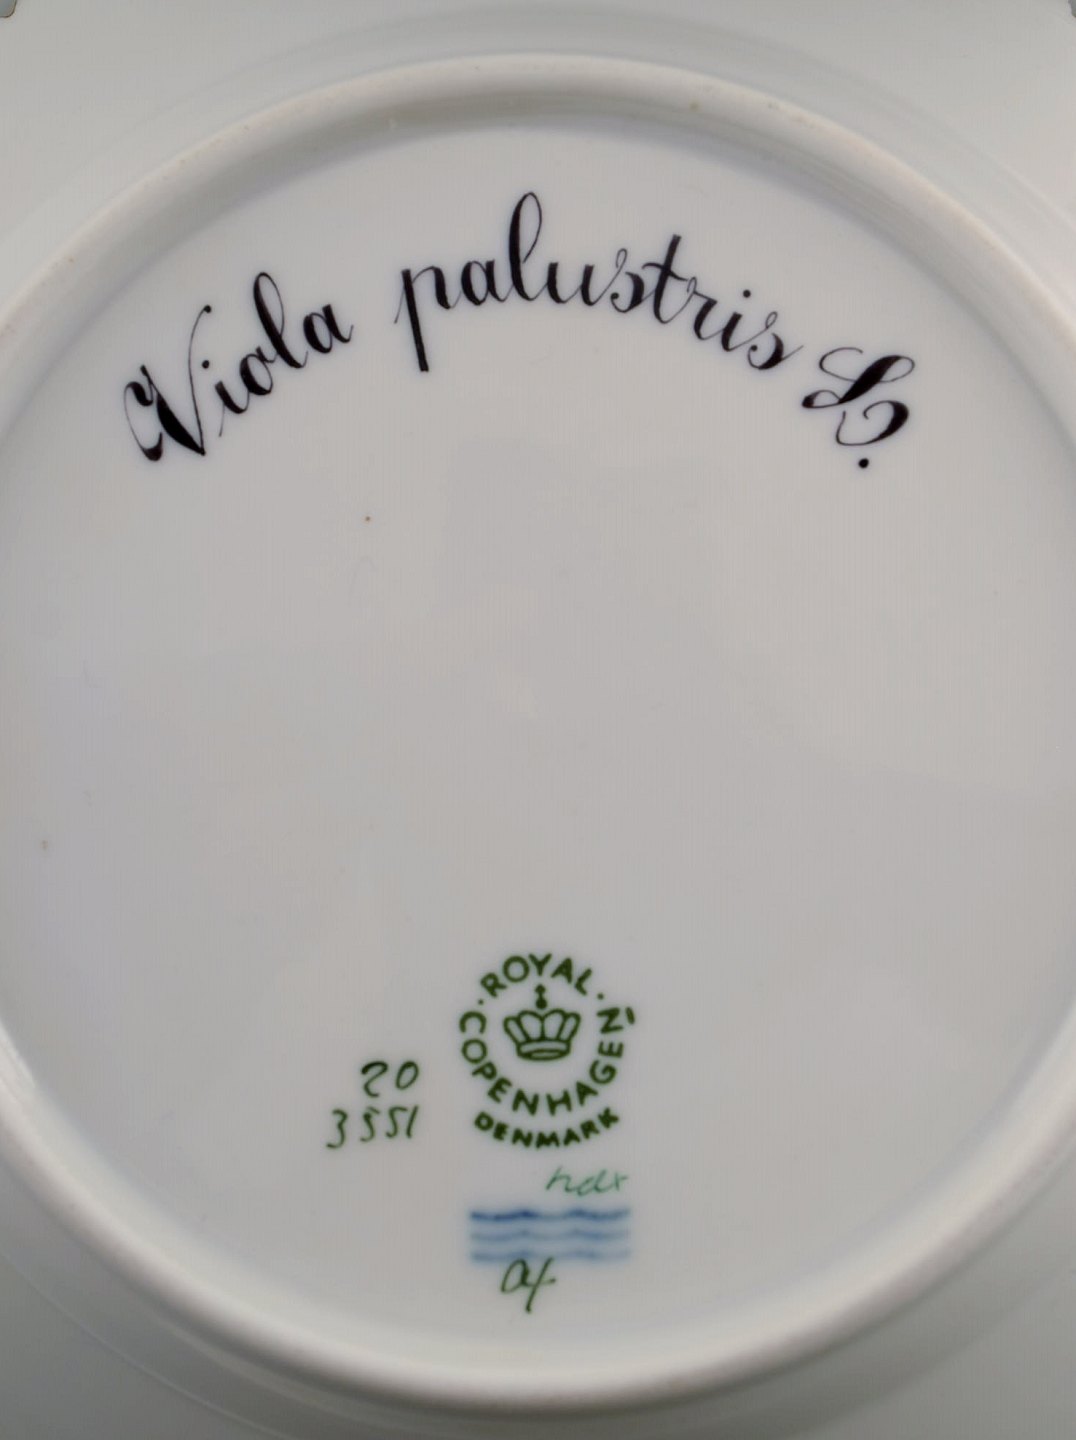 Viola palustris L.
ROYAL
COPENHAGEN
DENMARK
20
3551